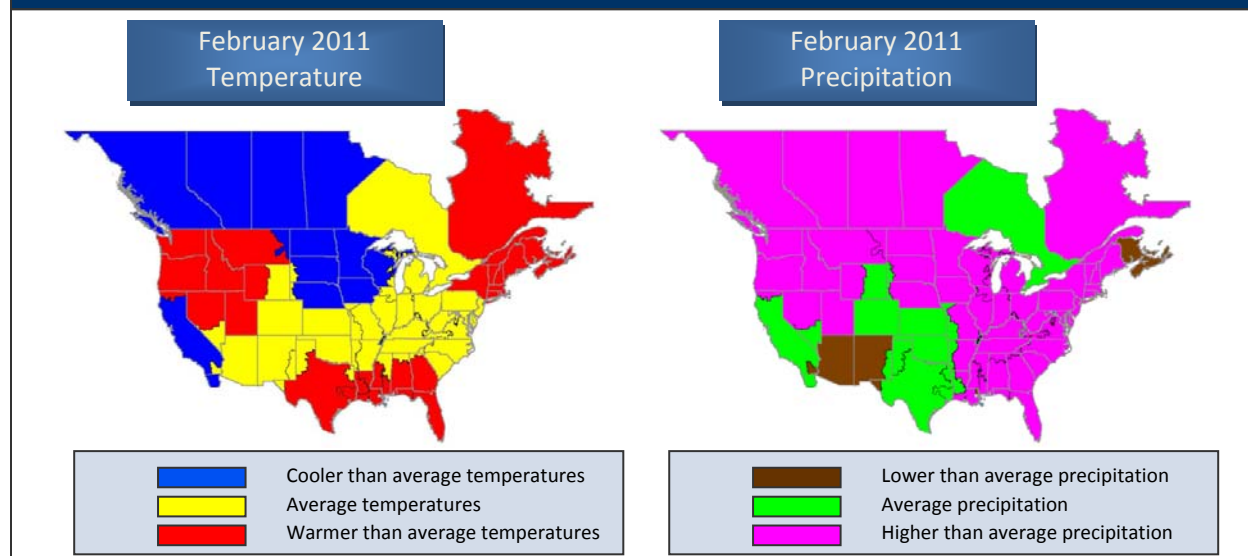 February 2011
Temperature
February 2011
Precipitation
Cooler than average temperatures
Average temperatures
Warmer than average temperatures
Lower than average precipitation
Average precipitation
Higher than average precipitation